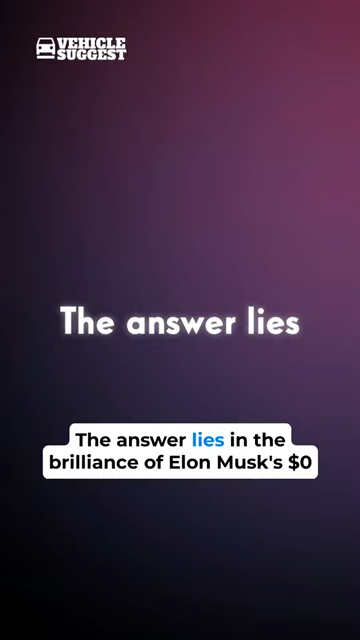 VEHICLE
SUGGEST
The answer lies
The answer lies in the
brilliance of Elon Musk's $0